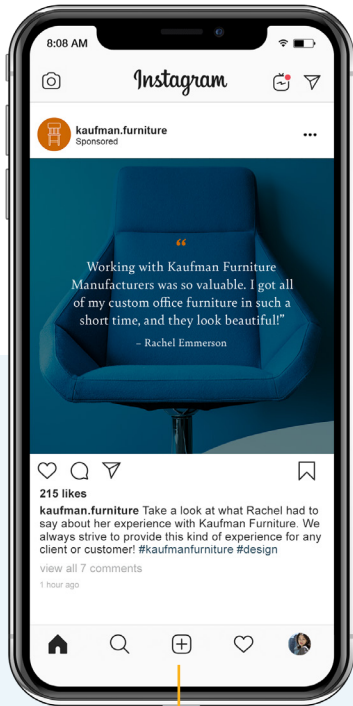 8:08 AM
Instagram
kaufman.furniture
Sponsored
“
Working with Kaufman Furniture
Manufacturers was so valuable. I got all
of my custom office furniture in such a
short time, and they look beautiful!”
– Rachel Emmerson
215 likes
kaufman.furniture Take a look at what Rachel had to
say about her experience with Kaufman Furniture. We
always strive to provide this kind of experience for any
client or customer! #kaufmanfurniture #design
view all 7 comments
1 hour ago